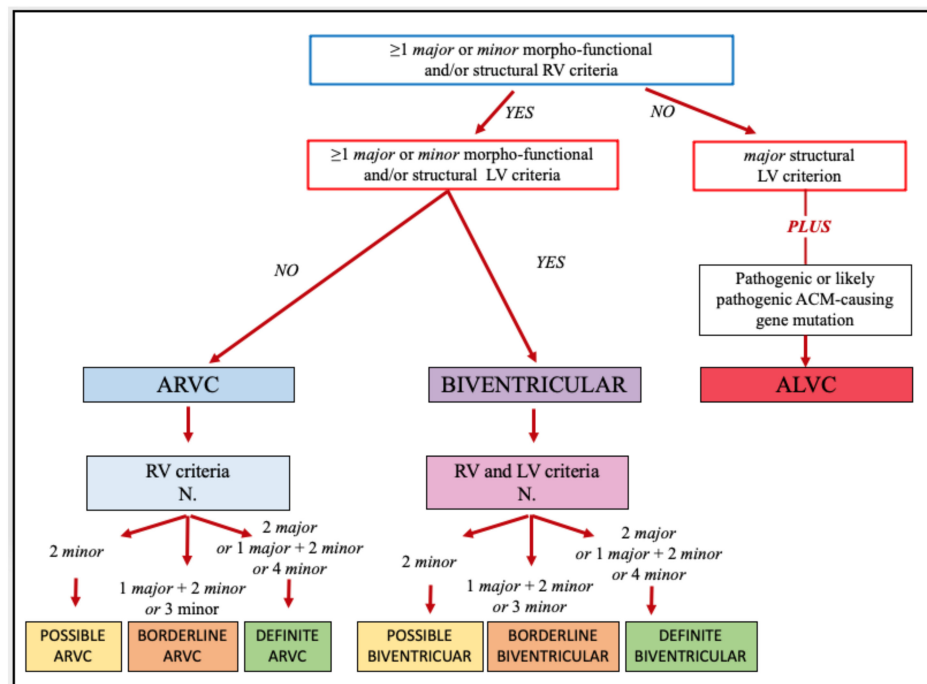 ≥1 major or minor morpho-functional
and/or structural RV criteria
YES
NO
≥1 major or minor morpho-functional
and/or structural LV criteria
major structural
LV criterion
PLUS
NO
YES
Pathogenic or likely
pathogenic ACM-causing
gene mutation
ARVC
BIVENTRICULAR
ALVC
RV criteria
N.
RV and LV criteria
N.
2 minor
1 major + 2 minor
or 3 minor
2 major
or 1 major + 2 minor
or 4 minor
2 minor
1 major + 2 minor
or 3 minor
2 major
or 1 major + 2 minor
or 4 minor
POSSIBLE
ARVC
BORDERLINE
ARVC
DEFINITE
ARVC
POSSIBLE
BIVENTRICUAR
BORDERLINE
BIVENTRICULAR
DEFINITE
BIVENTRICULAR